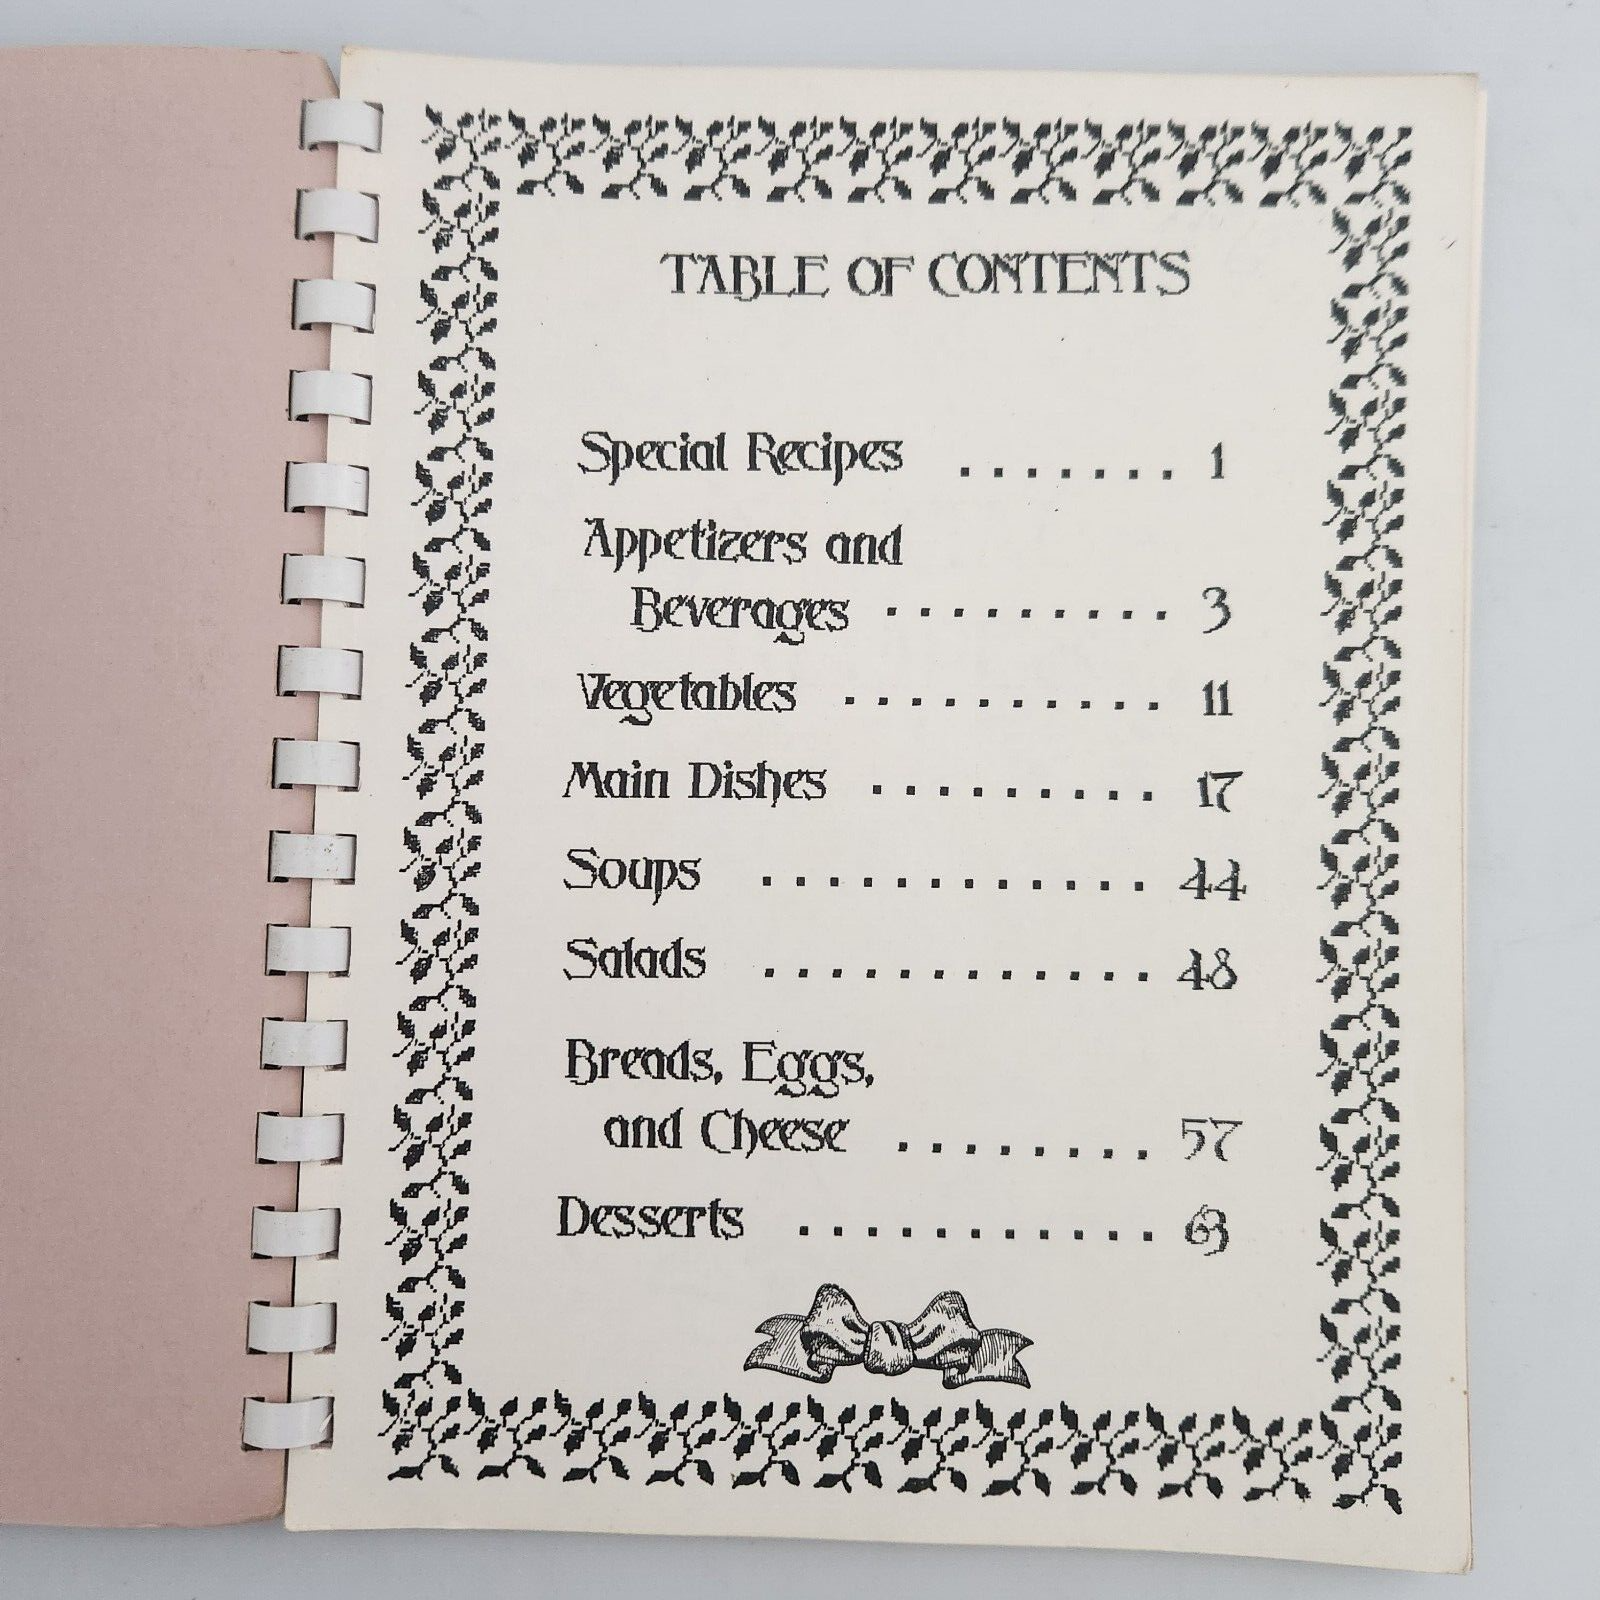 TABLE OF CONTENTS
Special Recipes ....... 1
Appetizers and
Beverages .......... 3
Vegetables ........... 11
Main Dishes ......... 17
Soups ............. 44
Salads ............. 48
Breads, Eggs,
and Cheese ........ 57
Desserts ............ 63